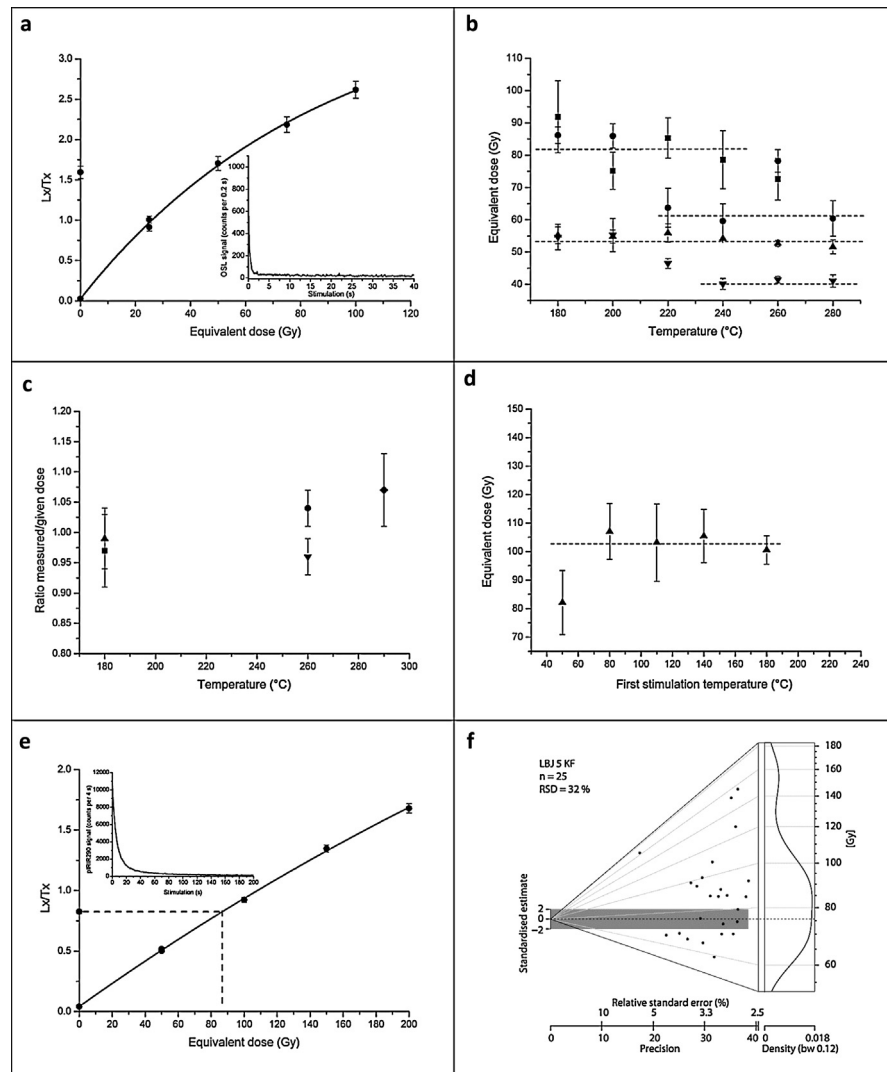 a
3.0
2.5
2.0
1.5
1.0
0.5
0.0
Lx/Tx
0 20 40 60 80 100 120
Equivalent dose (Gy)
1000
800
600
400
200
0
OSL signal (counts per 0.2 s)
0 5 10 15 20 25 30 35 40
Stimulation (s)
b
110
100
90
80
70
60
50
40
Equivalent dose (Gy)
180 200 220 240 260 280
Temperature (°C)
c
1.20
1.15
1.10
1.05
1.00
0.95
0.90
0.85
0.80
Ratio measured/given dose
180 200 220 240 260 280 300
Temperature (°C)
d
150
140
130
120
110
100
90
80
70
Equivalent dose (Gy)
40 60 80 100 120 140 160 180 200 220 240
First stimulation temperature (°C)
e
2.0
1.5
1.0
0.5
0.0
Lx/Tx
0 50 100 150 200
Equivalent dose (Gy)
12000
10000
8000
6000
4000
2000
0
pIRIR290 signal (counts per 4 s)
0 20 40 60 80 100 120 140 160 180 200
Stimulation (s)
f
LBJ 5 KF
n = 25
RSD = 32 %
Standardised estimate
2
0
−2
180
160
140
120
100
80
60
[Gy]
Relative standard error (%)
10 5 3.3 2.5
0 10 20 30 40
Precision
0 0.018
Density (bw 0.12)